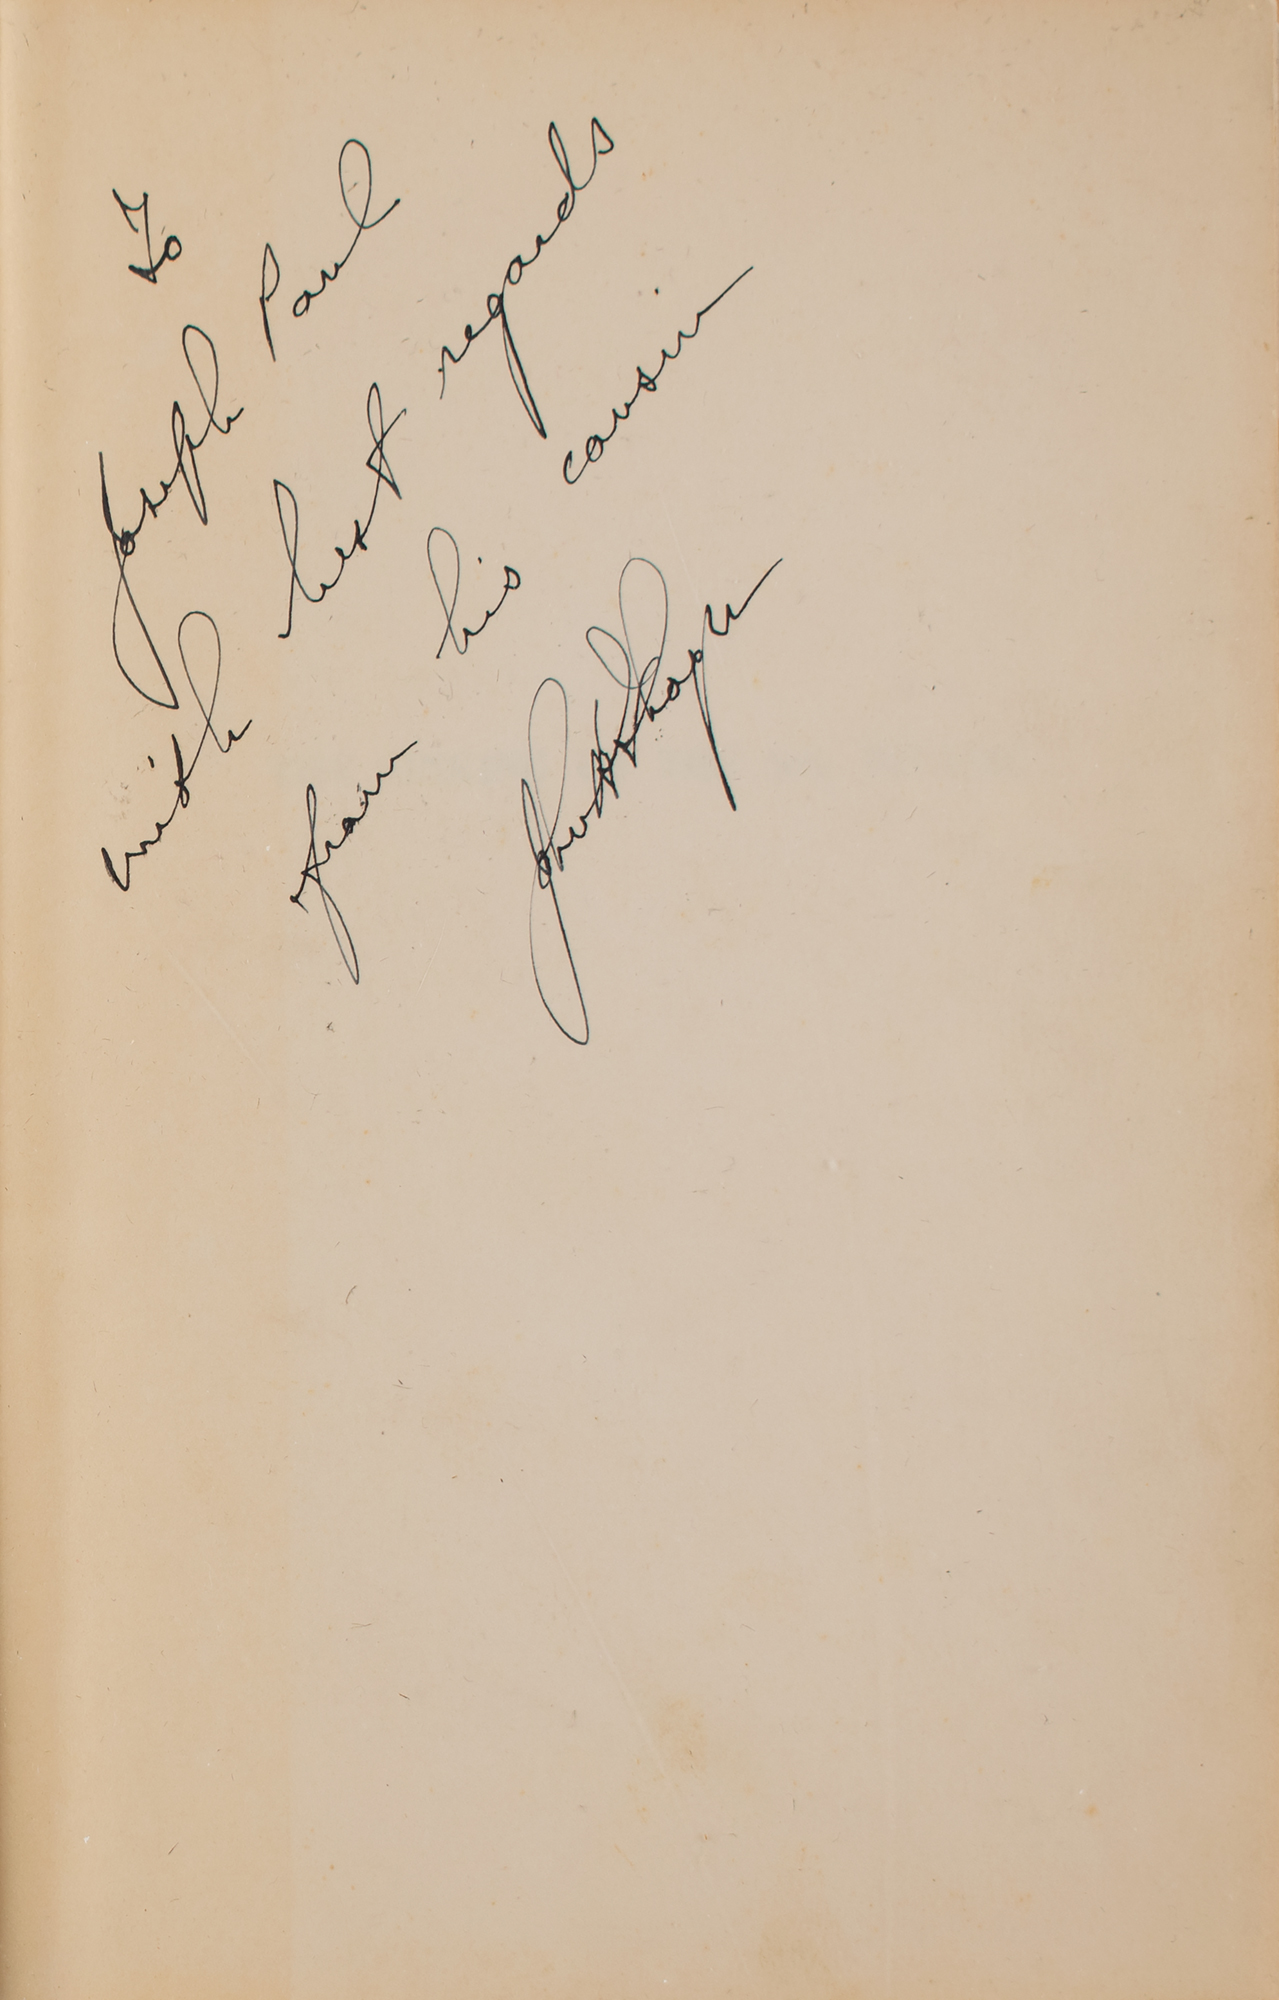 To
Joseph Paul
with best regards
from his cousin